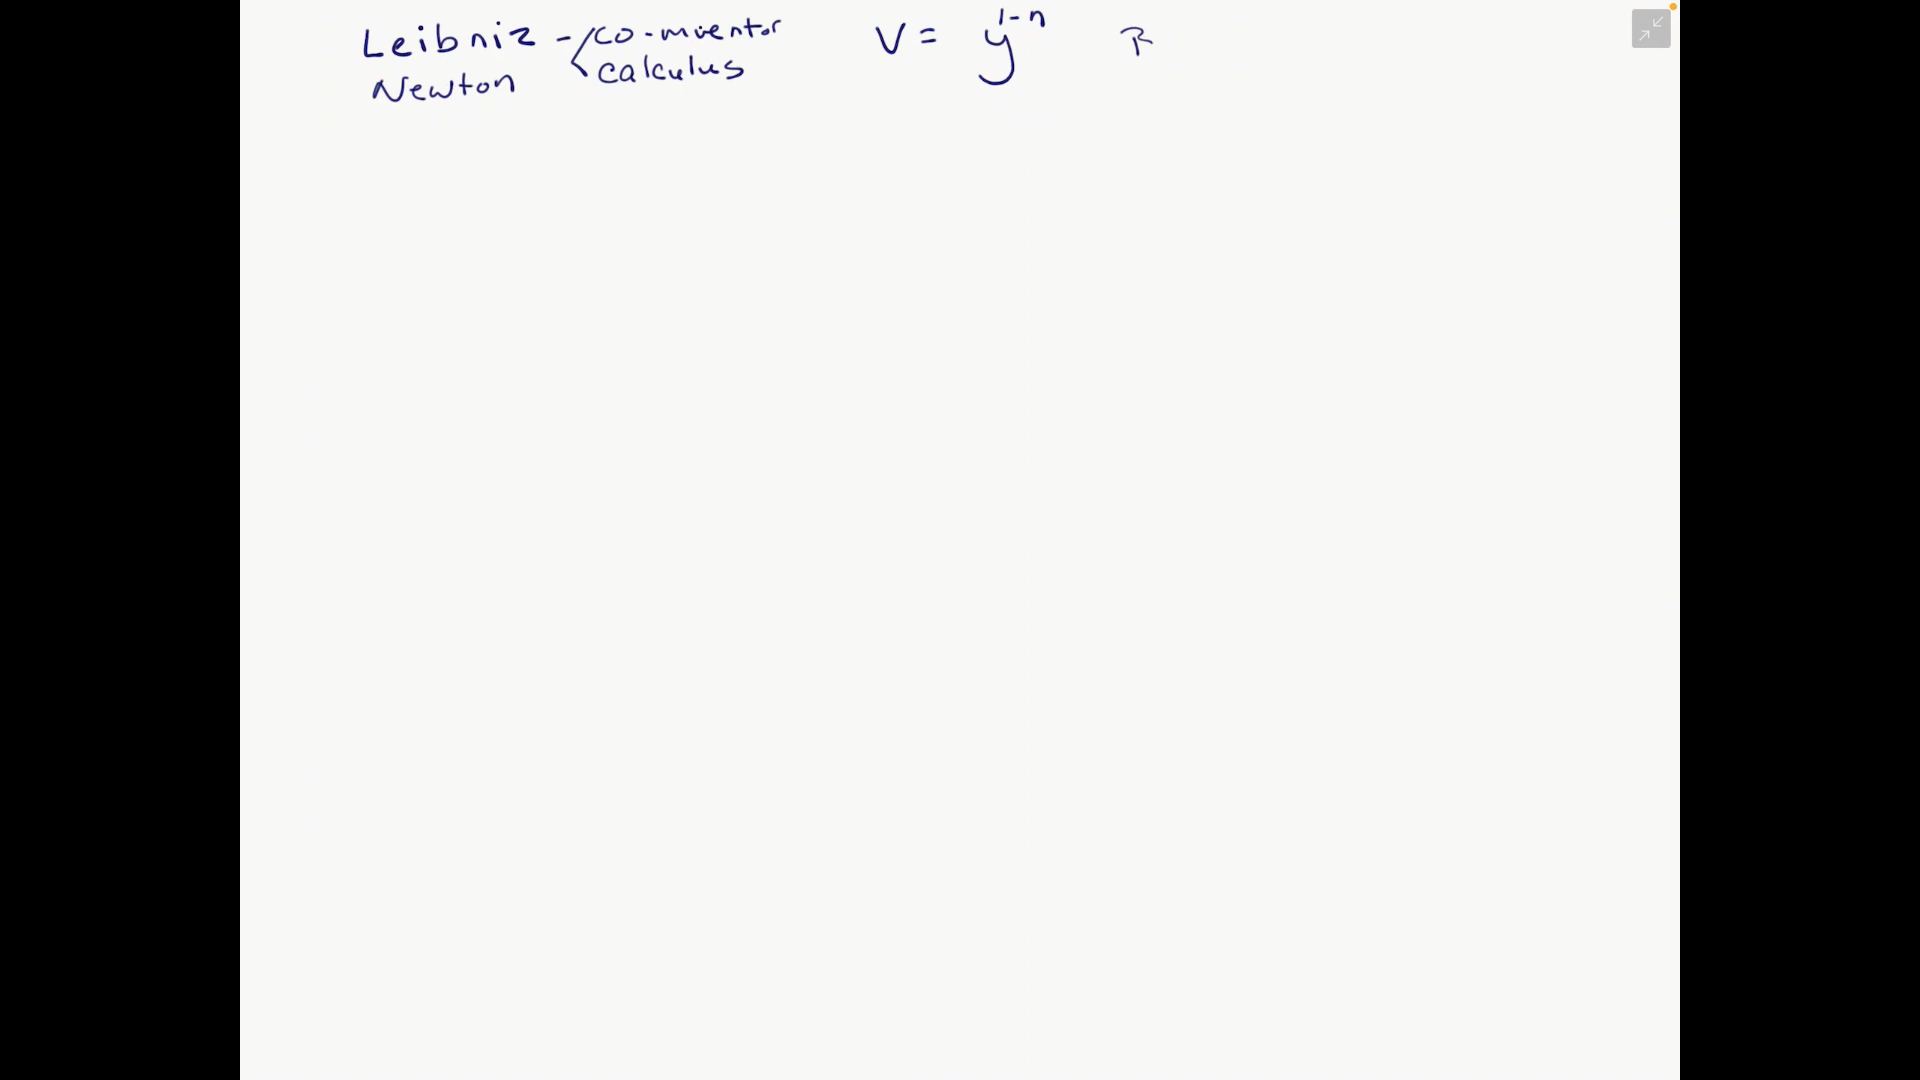 Leibniz - co-inventor V = y^{1-n}
Newton calculus